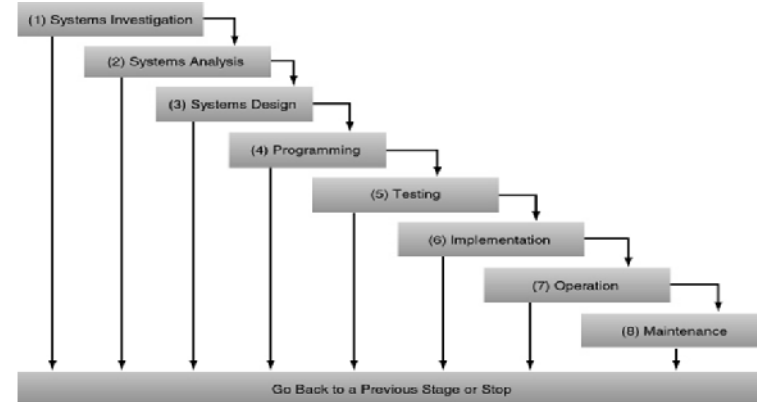 (1) Systems Investigation
(2) Systems Analysis
(3) Systems Design
(4) Programming
(5) Testing
(6) Implementation
(7) Operation
(8) Maintenance
Go Back to a Previous Stage or Stop